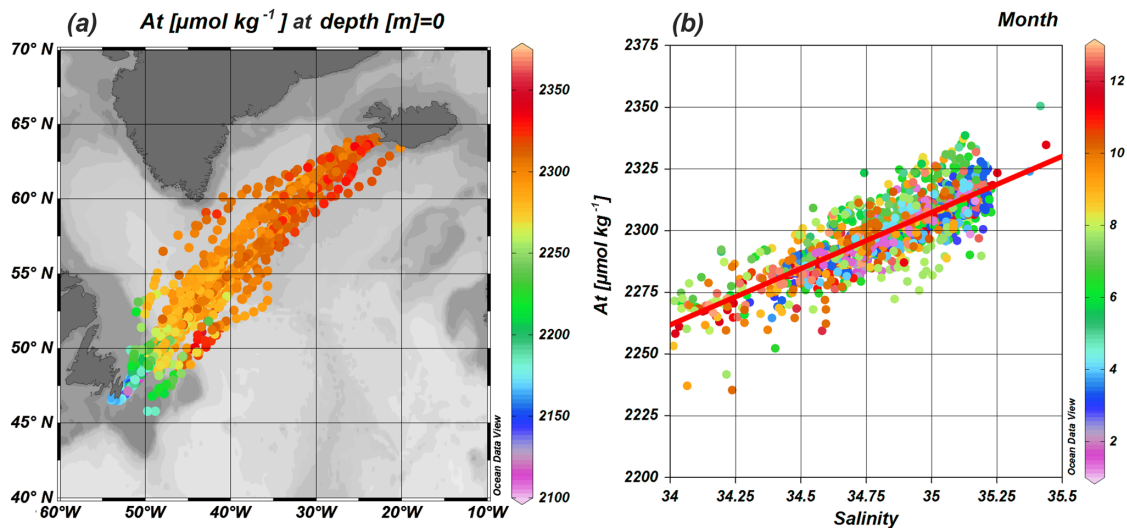 (a) At [µmol kg⁻¹] at depth [m]=0
70° N
65° N
60° N
55° N
50° N
45° N
40° N
60°W 50°W 40°W 30°W 20°W 10°W
2350
2300
2250
2200
2150
2100
Ocean Data View
(b) Month
At [µmol kg⁻¹]
2375
2350
2325
2300
2275
2250
2225
2200
34 34.25 34.5 34.75 35 35.25 35.5
Salinity
12
10
8
6
4
2
Ocean Data View